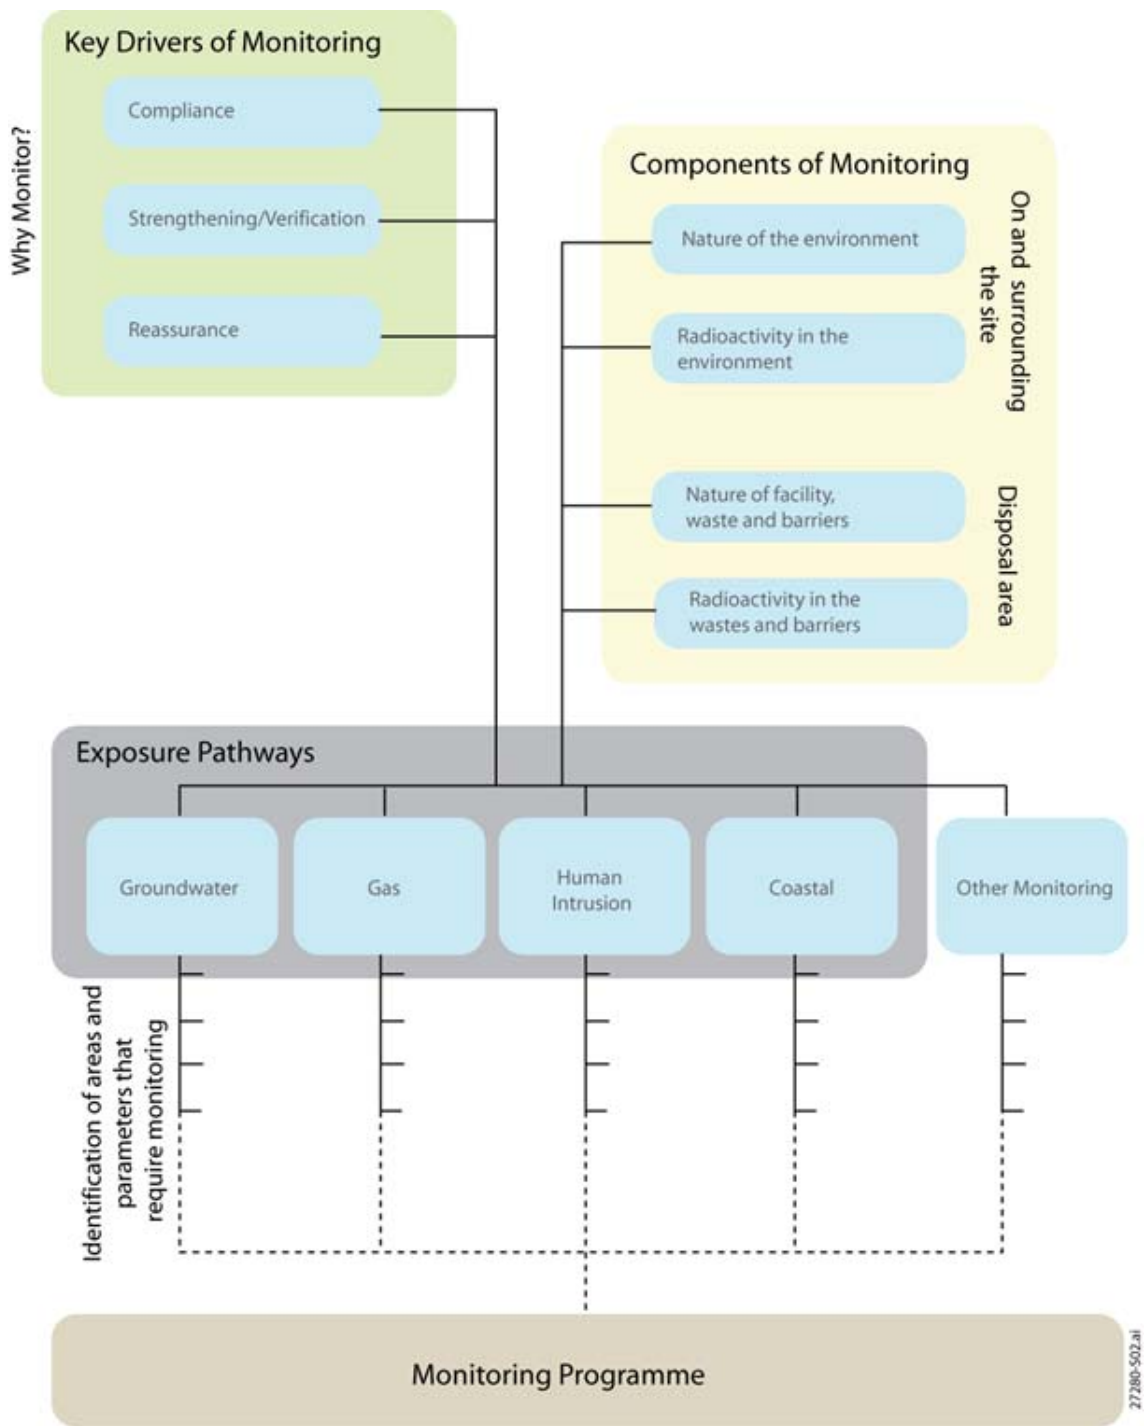 Key Drivers of Monitoring
Why Monitor?
Compliance
Strengthening/Verification
Reassurance
Components of Monitoring
Nature of the environment
Radioactivity in the
environment
On and surrounding
the site
Nature of facility,
waste and barriers
Radioactivity in the
wastes and barriers
Disposal area
Exposure Pathways
Groundwater
Gas
Human
Intrusion
Coastal
Other Monitoring
Identification of areas and
parameters that
require monitoring
Monitoring Programme
27280-S02.ai